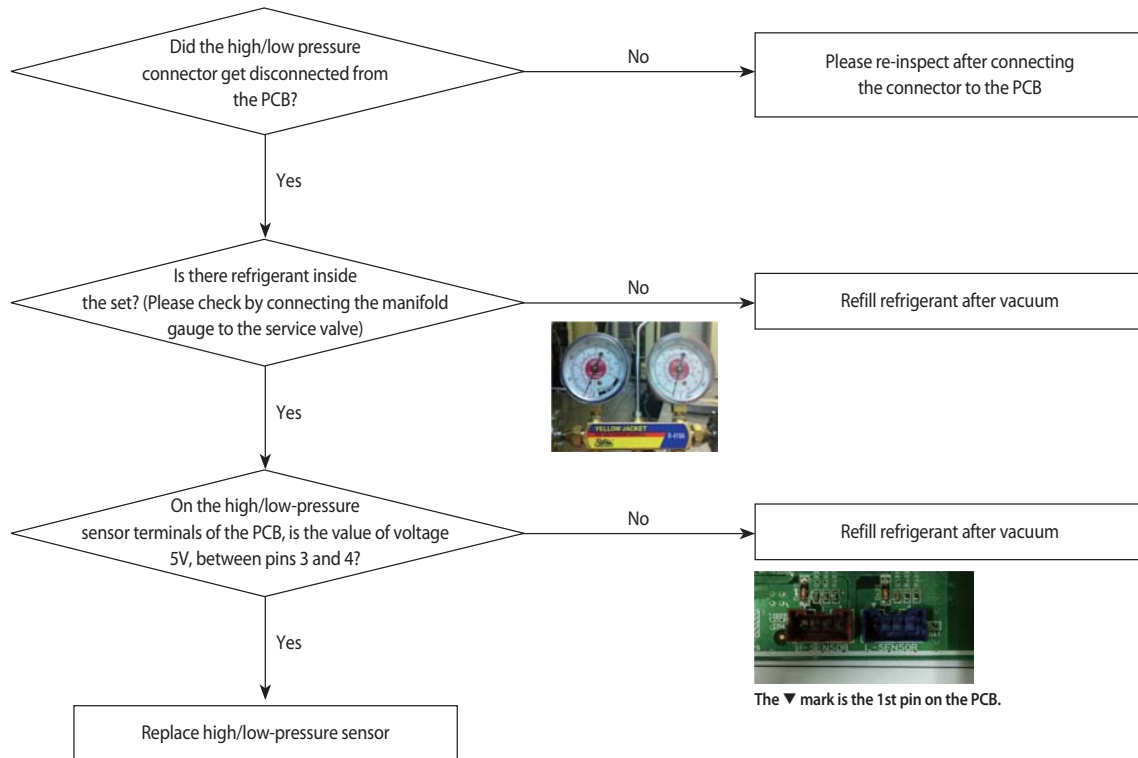 Did the high/low pressure
connector get disconnected from
the PCB?
No
Please re-inspect after connecting
the connector to the PCB
Yes
Is there refrigerant inside
the set? (Please check by connecting the manifold
gauge to the service valve)
No
Refill refrigerant after vacuum
YELLOW JACKET
R-410A
Yes
On the high/low-pressure
sensor terminals of the PCB, is the value of voltage
5V, between pins 3 and 4?
No
Refill refrigerant after vacuum
H-SENSOR L-SENSOR
The ▼ mark is the 1st pin on the PCB.
Yes
Replace high/low-pressure sensor